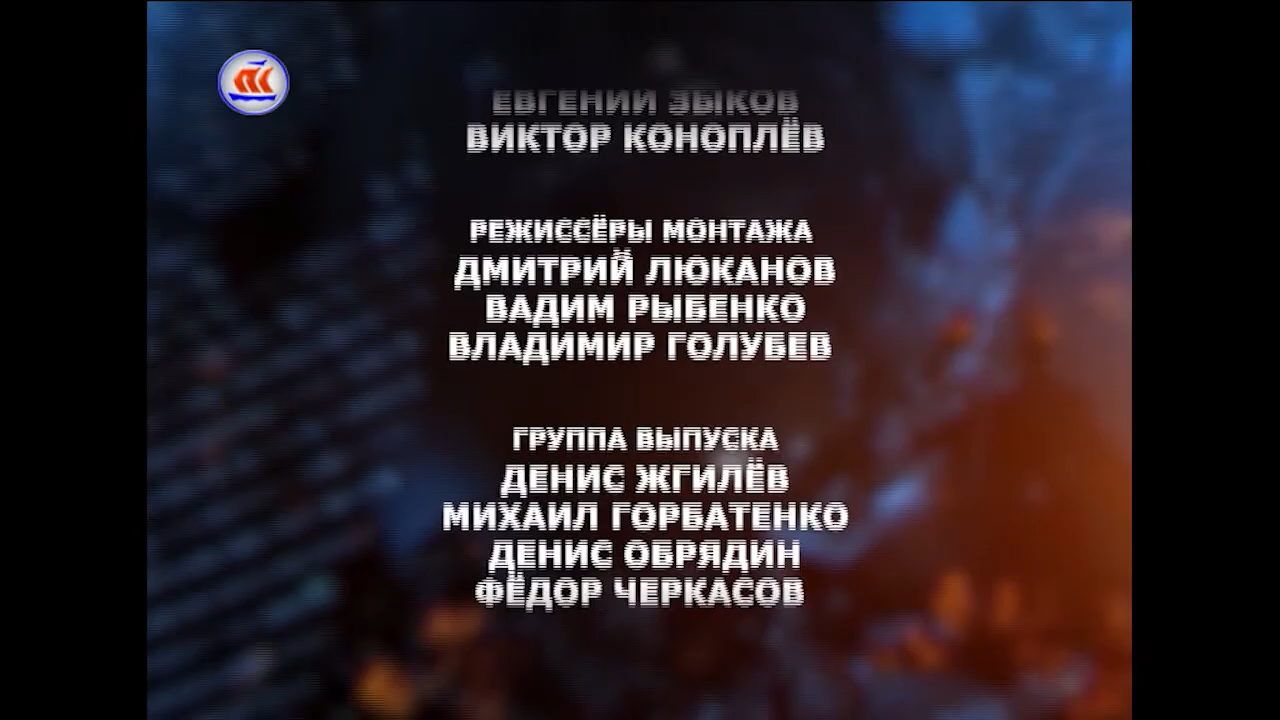 ЕВГЕНИЙ ЗЫКОВ
ВИКТОР КОНОПЛЁВ
РЕЖИССЁРЫ МОНТАЖА
ДМИТРИЙ ЛЮКАНОВ
ВАДИМ РЫБЕНКО
ВЛАДИМИР ГОЛУБЕВ
ГРУППА ВЫПУСКА
ДЕНИС ЖГИЛЁВ
МИХАИЛ ГОРБАТЕНКО
ДЕНИС ОБРЯДИН
ФЁДОР ЧЕРКАСОВ